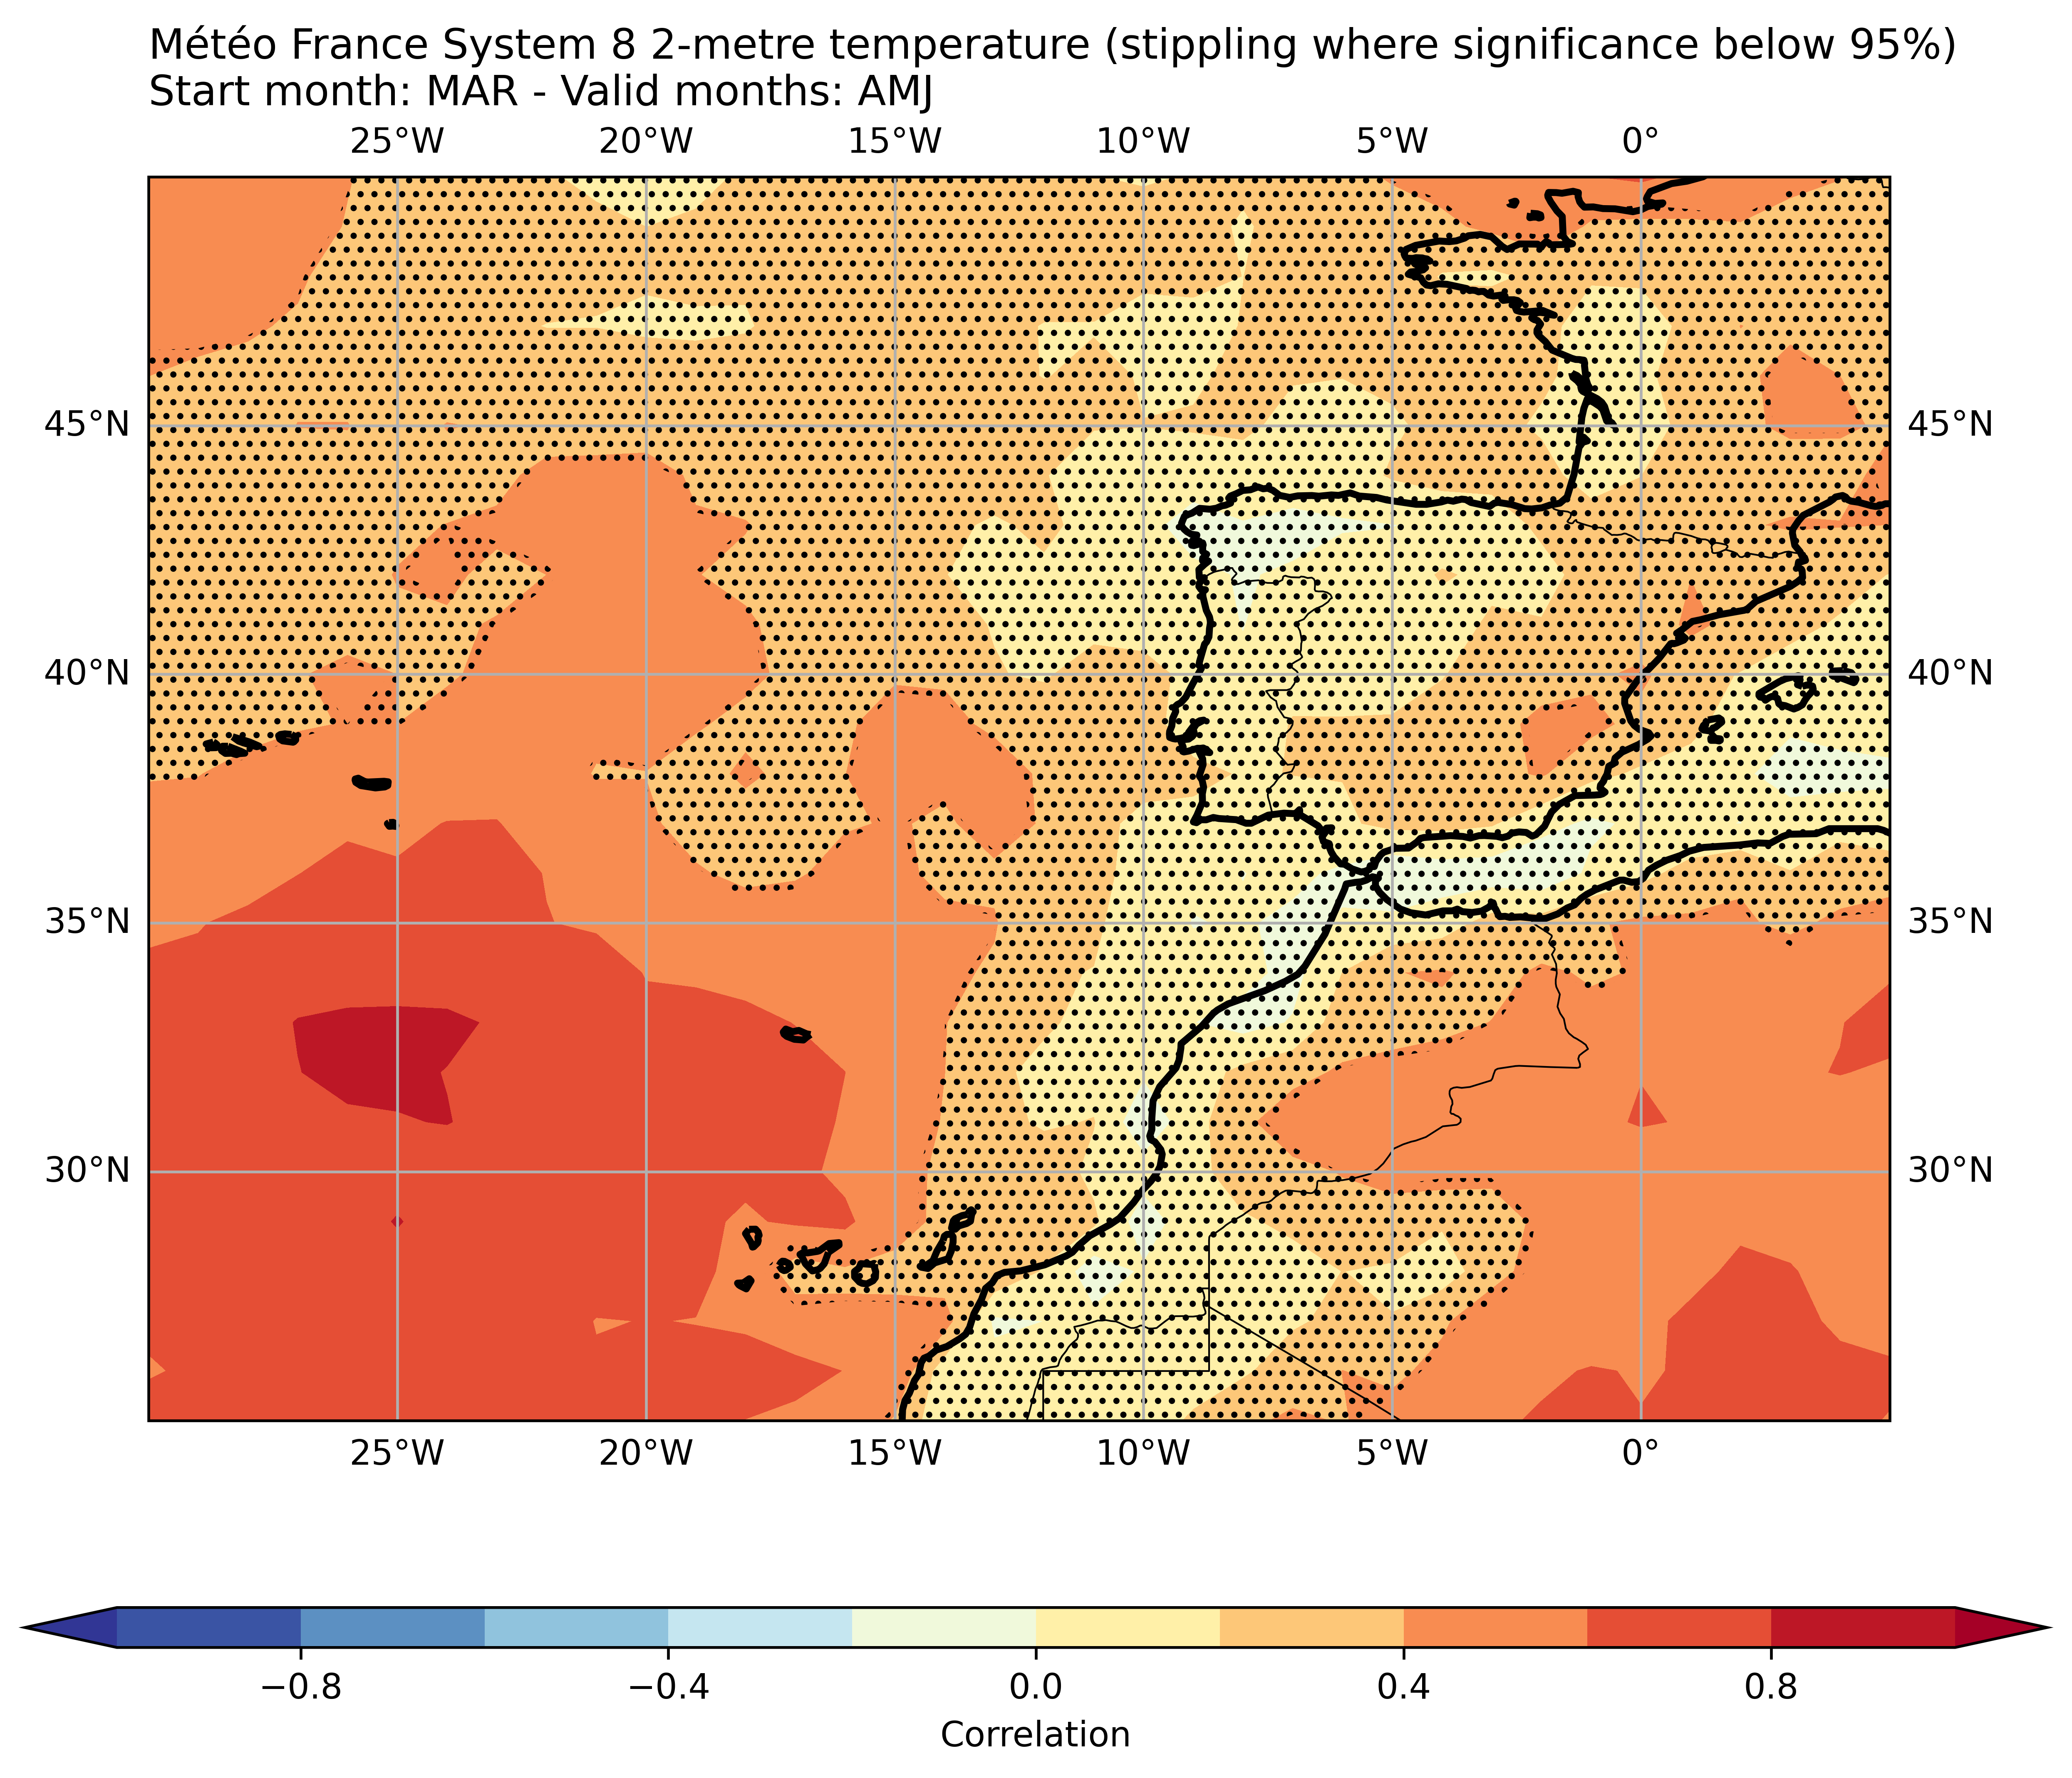 Météo France System 8 2-metre temperature (stippling where significance below 95%)
Start month: MAR - Valid months: AMJ
25°W 20°W 15°W 10°W 5°W 0°
45°N 45°N
40°N 40°N
35°N 35°N
30°N 30°N
25°W 20°W 15°W 10°W 5°W 0°
−0.8 −0.4 0.0 0.4 0.8
Correlation